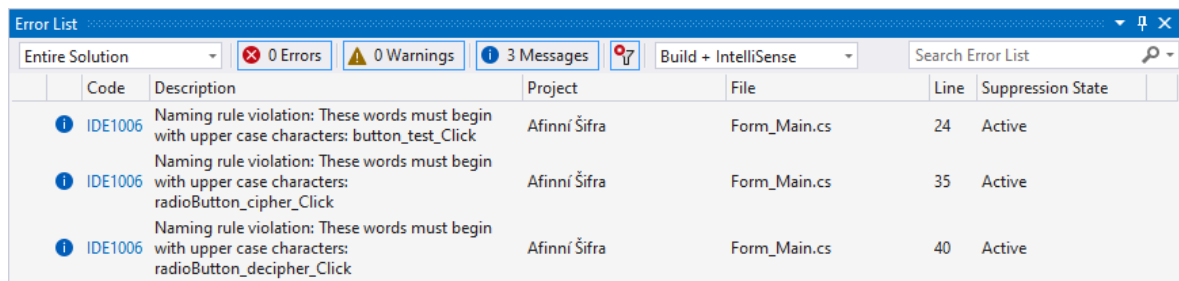 Error List
Entire Solution 0 Errors 0 Warnings 3 Messages Build + IntelliSense Search Error List
Code Description Project File Line Suppression State
Naming rule violation: These words must begin
IDE1006 with upper case characters: button_test_Click Afinní Šifra Form_Main.cs 24 Active
Naming rule violation: These words must begin
IDE1006 with upper case characters: Afinní Šifra Form_Main.cs 35 Active
radioButton_cipher_Click
Naming rule violation: These words must begin
IDE1006 with upper case characters: Afinní Šifra Form_Main.cs 40 Active
radioButton_decipher_Click